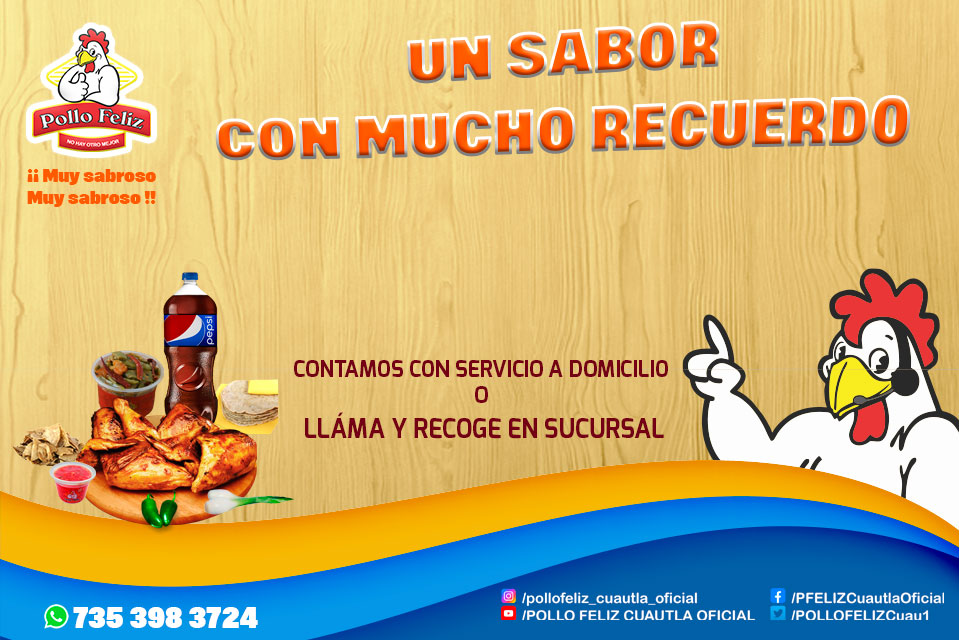 UN SABOR
CON MUCHO RECUERDO
Pollo Feliz
NO HAY OTRO MEJOR
¡¡ Muy sabroso
Muy sabroso !!
pepsi
CONTAMOS CON SERVICIO A DOMICILIO
O
LLÁMA Y RECOGE EN SUCURSAL
735 398 3724
/pollofeliz_cuautla_oficial
/POLLO FELIZ CUAUTLA OFICIAL
/PFELIZCuautlaOficial
/POLLOFELIZCuau1